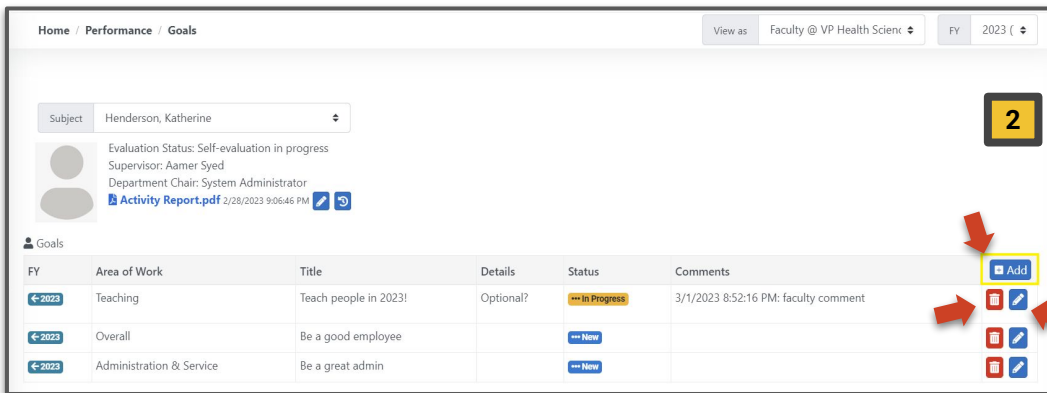 Home / Performance / Goals
View as Faculty @ VP Health Scienc FY 2023 (
2
Subject Henderson, Katherine
Evaluation Status: Self-evaluation in progress
Supervisor: Aamer Syed
Department Chair: System Administrator
Activity Report.pdf 2/28/2023 9:06:46 PM
Goals
FY Area of Work Title Details Status Comments Add
2023 Teaching Teach people in 2023! Optional? ••• In Progress 3/1/2023 8:52:16 PM: faculty comment
2023 Overall Be a good employee ••• New
2023 Administration & Service Be a great admin ••• New